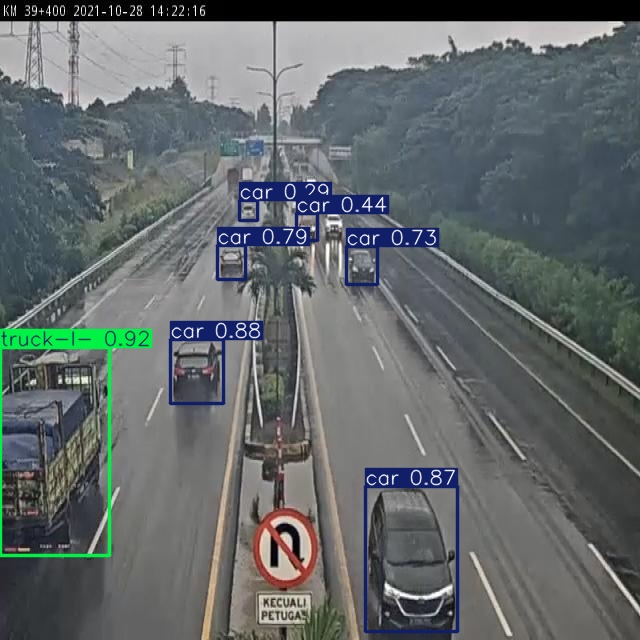 KM 39+400 2021-10-28 14:22:16
car 0.29
car 0.44
car 0.79
car 0.73
truck-l- 0.92
car 0.88
car 0.87
KECUALI
PETUGAS